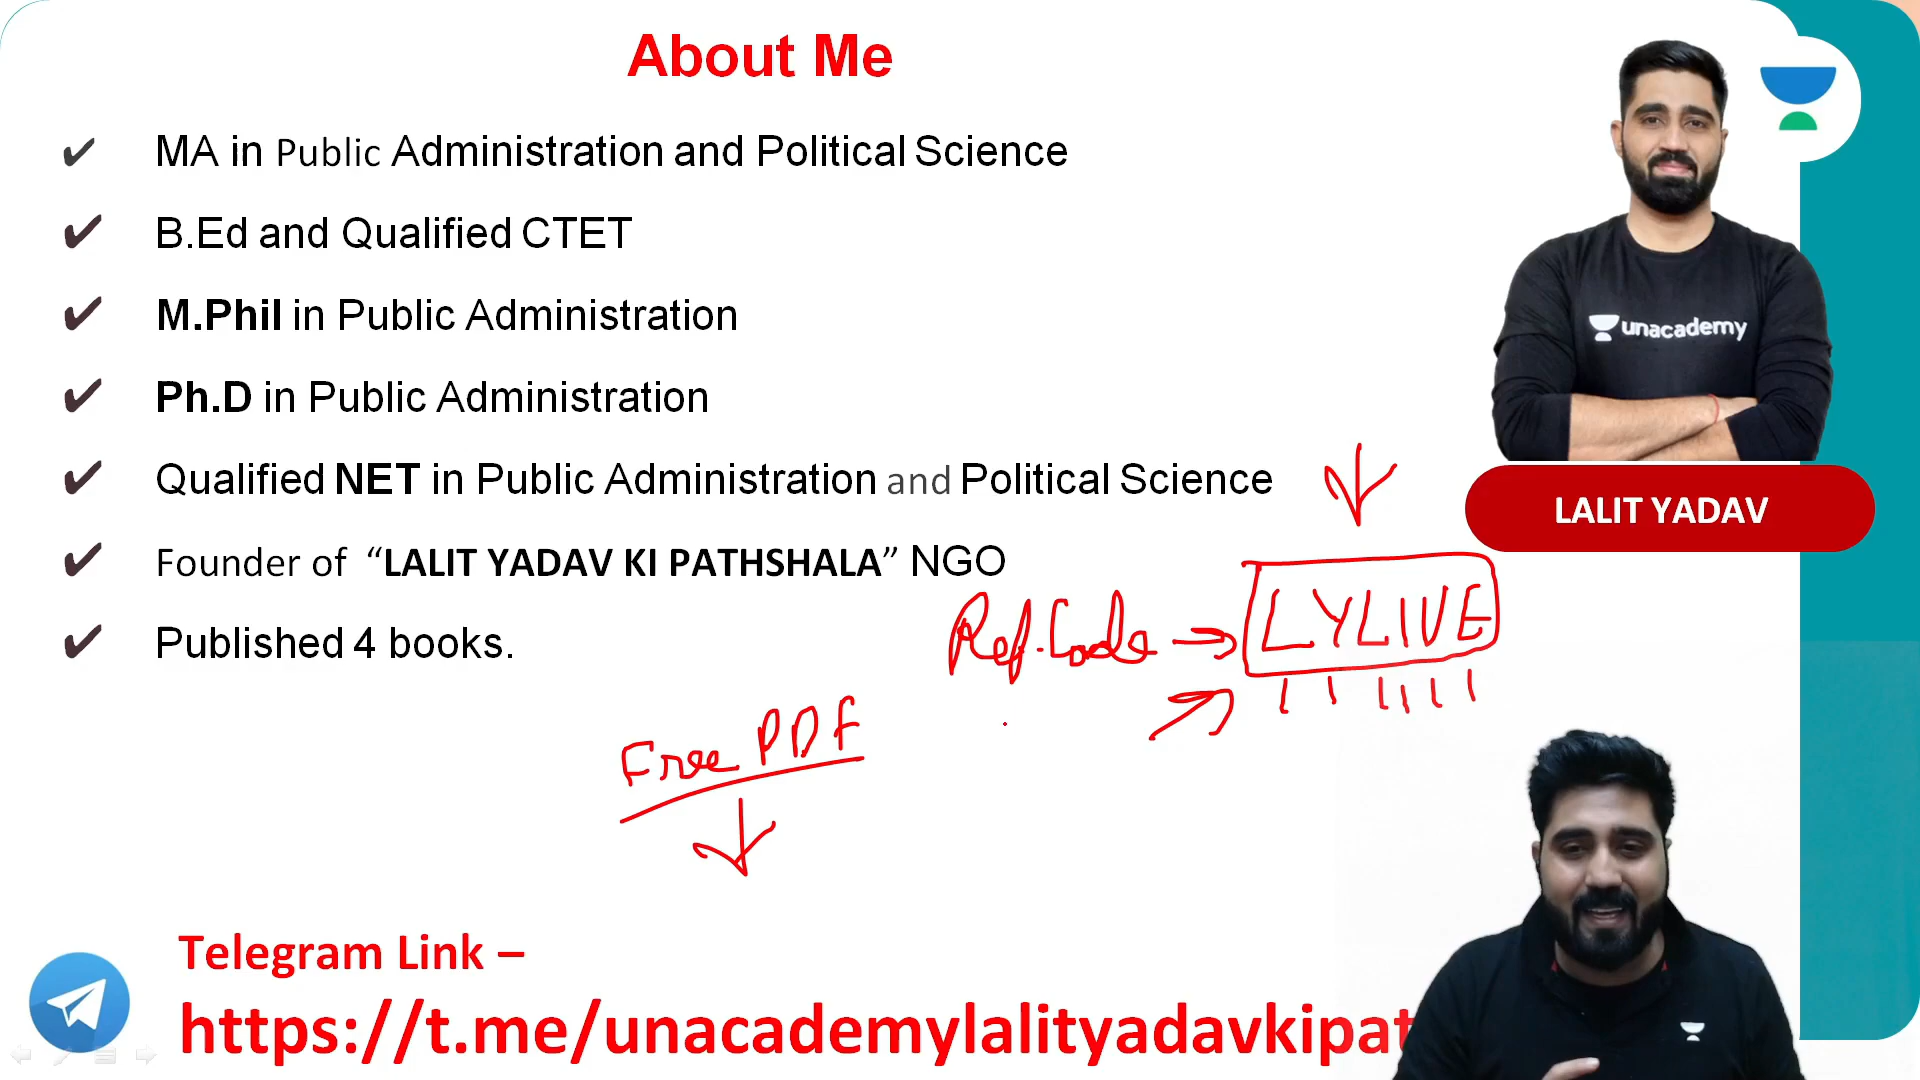 About Me
✔ MA in Public Administration and Political Science
✔ B.Ed and Qualified CTET
✔ M.Phil in Public Administration
✔ Ph.D in Public Administration
✔ Qualified NET in Public Administration and Political Science
✔ Founder of “LALIT YADAV KI PATHSHALA” NGO
✔ Published 4 books.
unacademy
LALIT YADAV
Ref. Code → LYLIVE
Free PDF
Telegram Link –
https://t.me/unacademylalityadavkipat